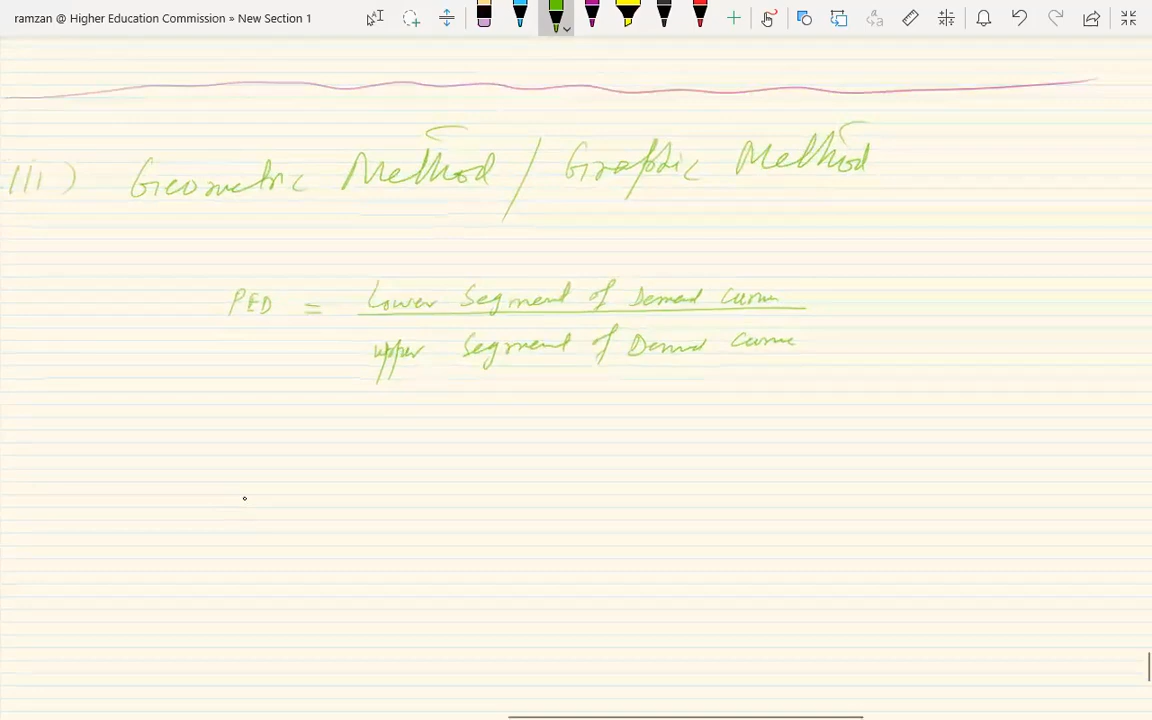 ramzan @ Higher Education Commission » New Section 1
iii) Geometric Method / Graphic Method
PED = Lower Segment of Demand Curve
upper Segment of Demand Curve